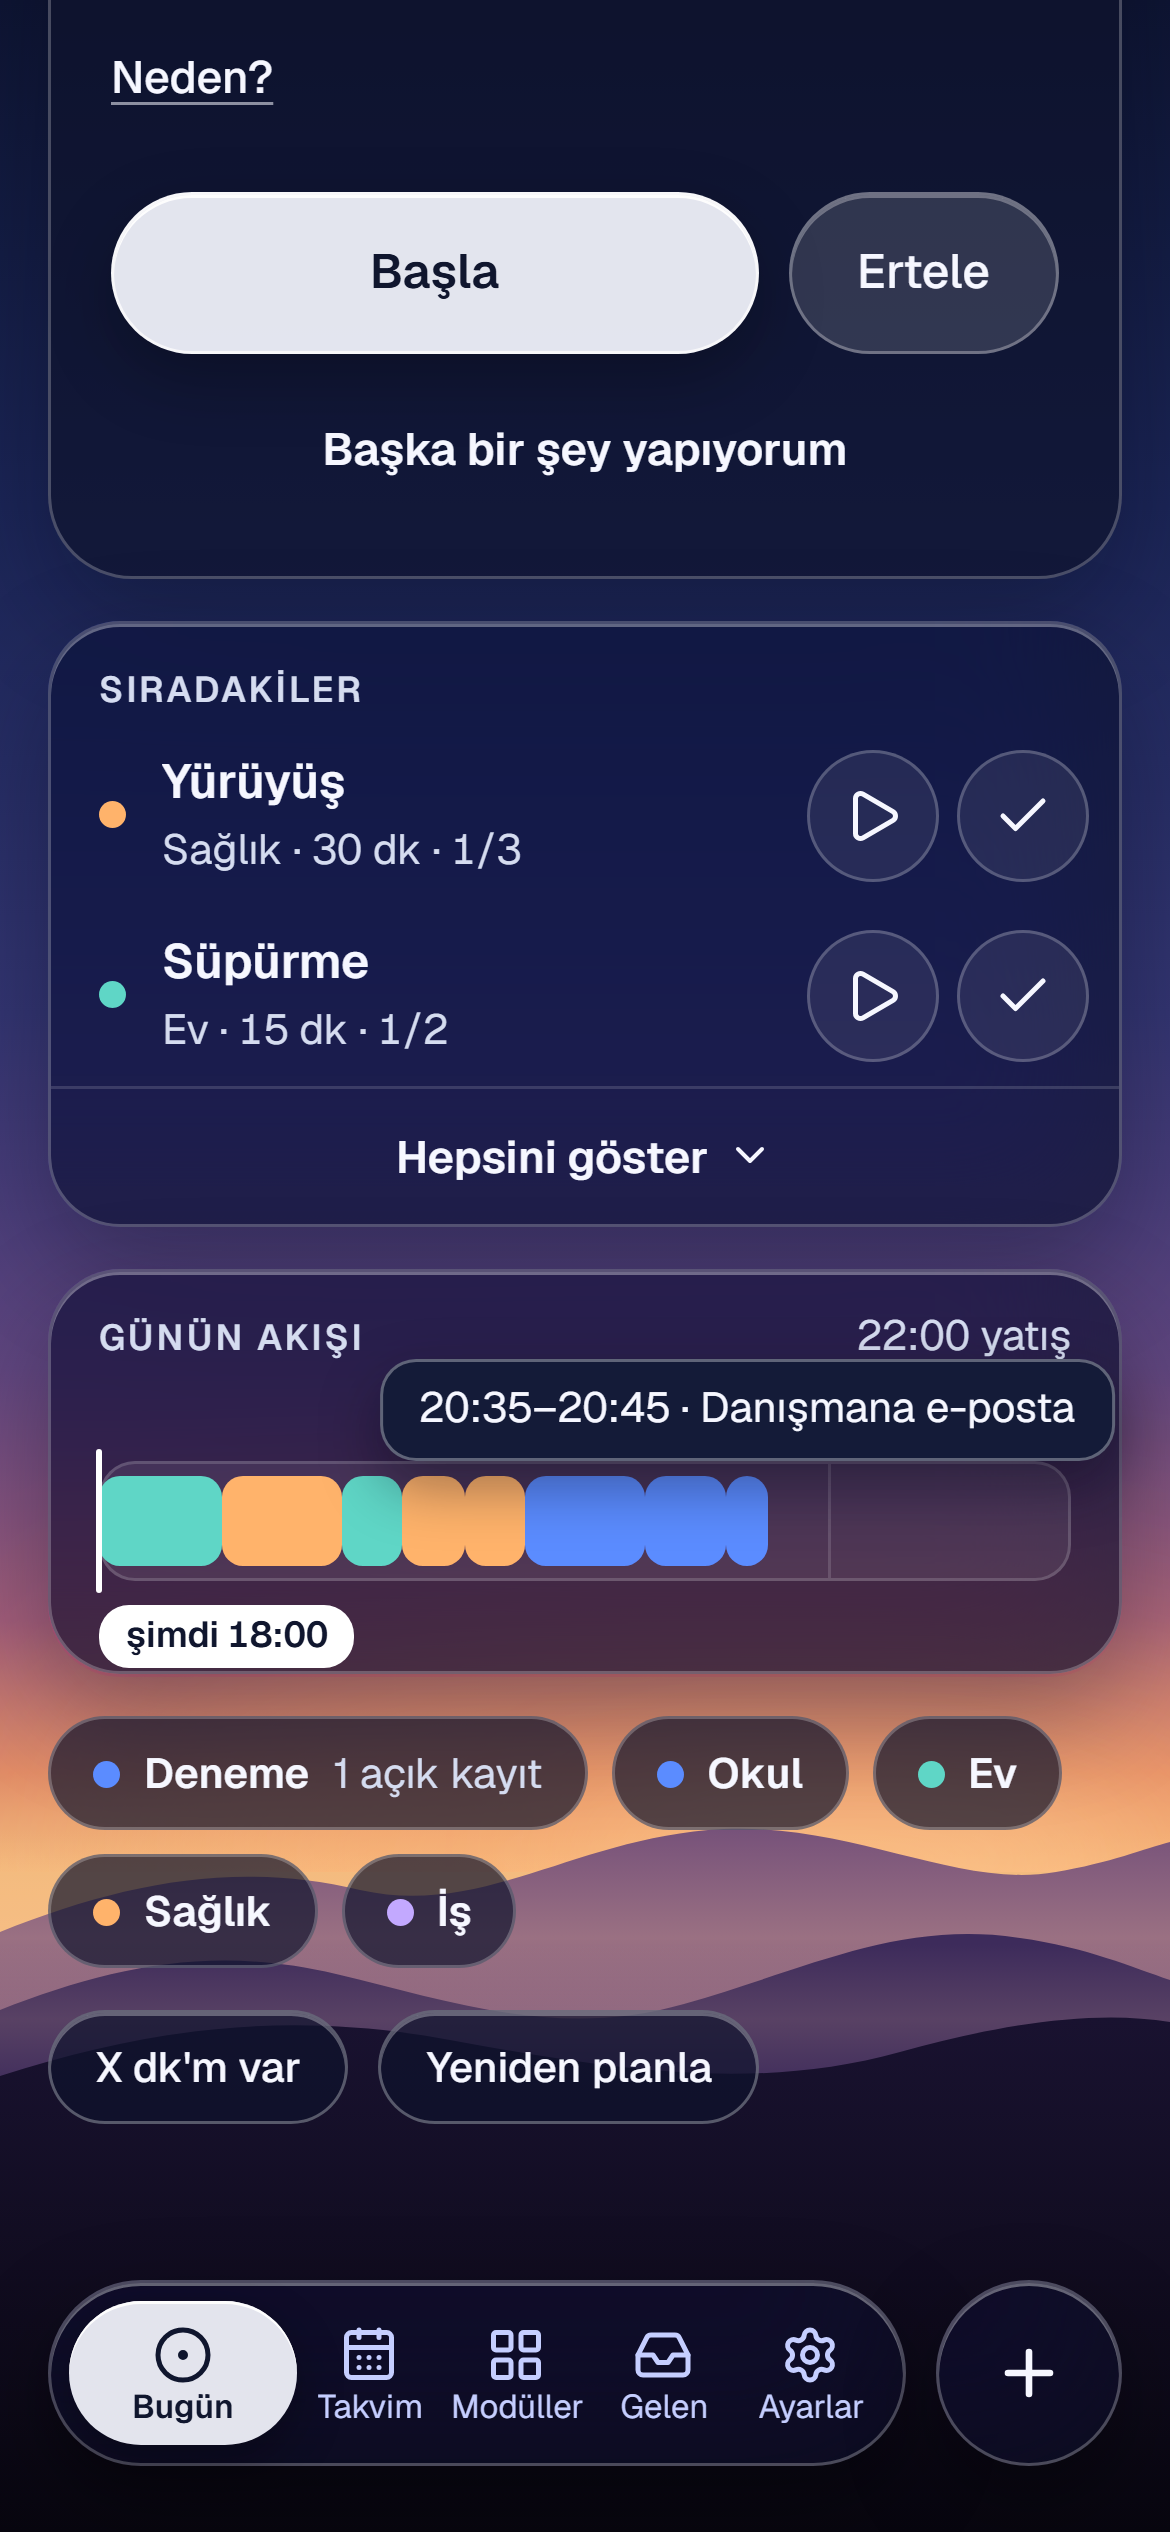 Neden?
Başla
Ertele
Başka bir şey yapıyorum
SIRADAKİLER
Yürüyüş
Sağlık · 30 dk · 1/3
Süpürme
Ev · 15 dk · 1/2
Hepsini göster
GÜNÜN AKIŞI
22:00 yatış
20:35–20:45 · Danışmana e-posta
şimdi 18:00
Deneme 1 açık kayıt
Okul
Ev
Sağlık
İş
X dk'm var
Yeniden planla
Bugün
Takvim
Modüller
Gelen
Ayarlar